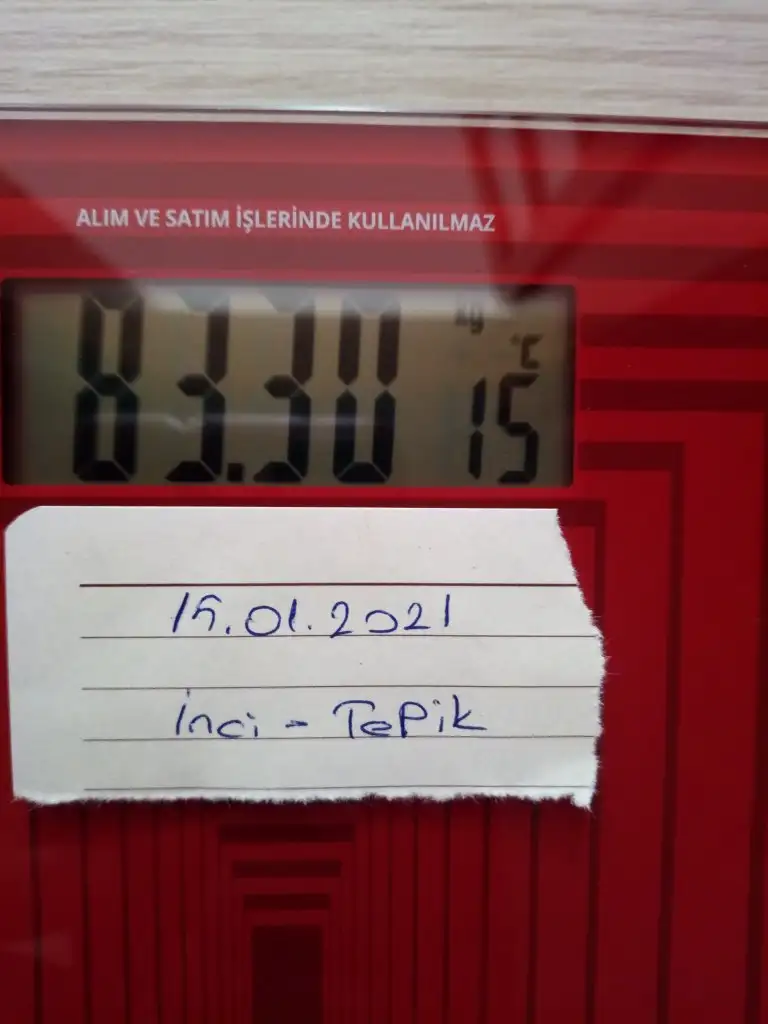 ALIM VE SATIM İŞLERİNDE KULLANILMAZ
83.30 kg
°C
15
15.01.2021
İnci - Tepik